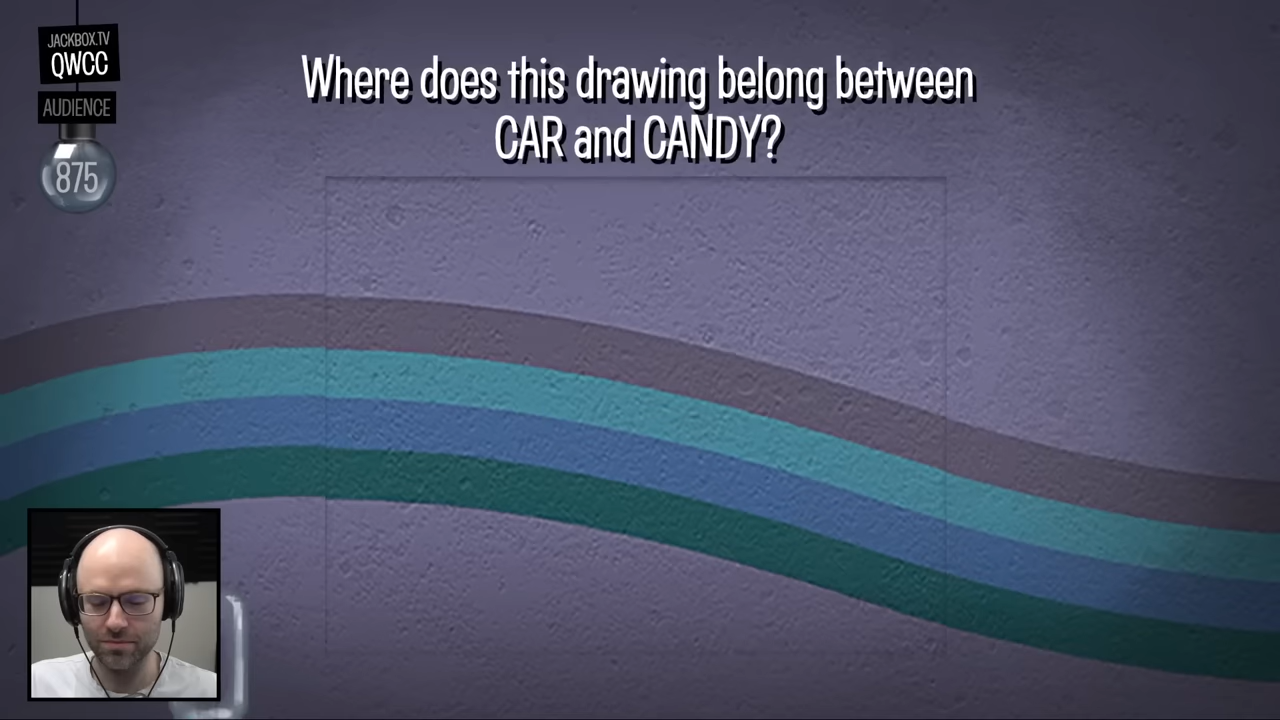 JACKBOX.TV
QWCC
AUDIENCE
875
Where does this drawing belong between
CAR and CANDY?